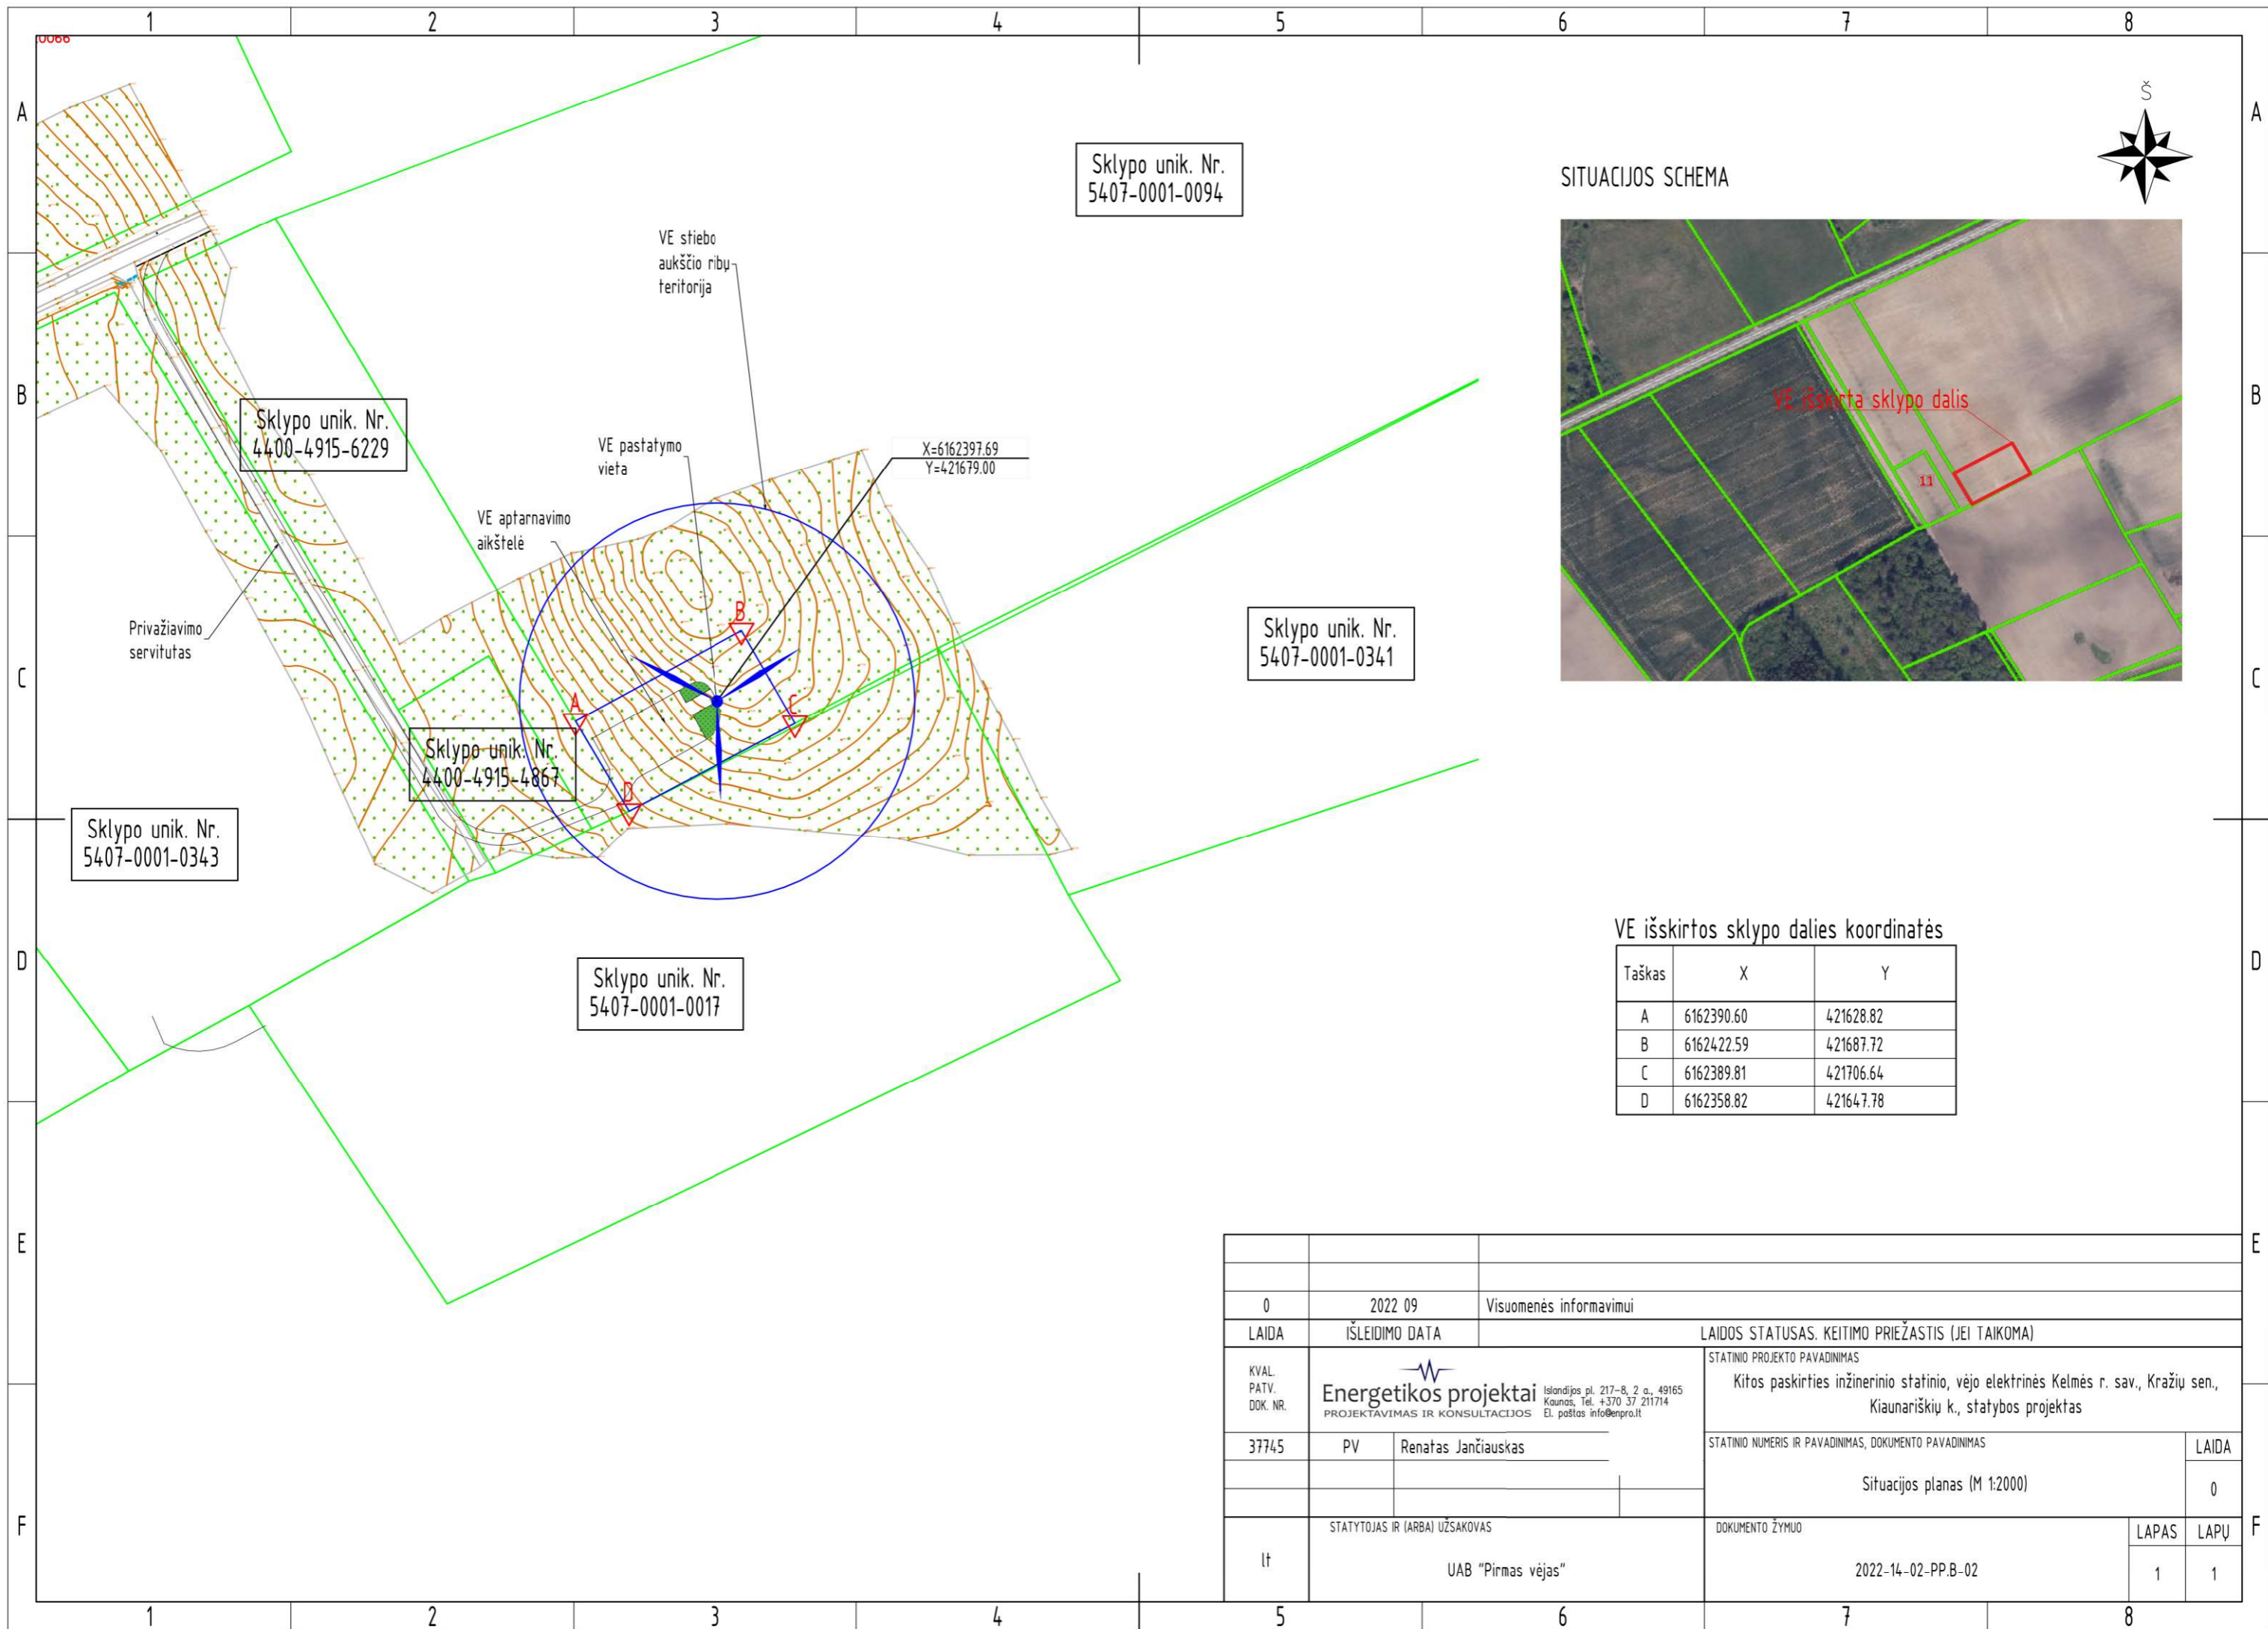 1 2 3 4 5 6 7 8
A A
B B
C C
D D
E E
F F
1 2 3 4 5 6 7 8
Š
Sklypo unik. Nr.
5407-0001-0094
SITUACIJOS SCHEMA
VE išskirta sklypo dalis
11
VE stiebo
aukščio ribų
teritorija
Sklypo unik. Nr.
4400-4915-6229
VE pastatymo
vieta
X=6162397.69
Y=421679.00
VE aptarnavimo
aikštelė
Privažiavimo
servitutas
A
B
C
D
Sklypo unik. Nr.
5407-0001-0341
Sklypo unik. Nr.
4400-4915-4867
Sklypo unik. Nr.
5407-0001-0343
Sklypo unik. Nr.
5407-0001-0017
VE išskirtos sklypo dalies koordinatės
Taškas X Y
A 6162390.60 421628.82
B 6162422.59 421687.72
C 6162389.81 421706.64
D 6162358.82 421647.78
0 2022 09 Visuomenės informavimui
LAIDA IŠLEIDIMO DATA LAIDOS STATUSAS. KEITIMO PRIEŽASTIS (JEI TAIKOMA)
KVAL.
PATV.
DOK. NR.
Energetikos projektai
PROJEKTAVIMAS IR KONSULTACIJOS
Islandijos pl. 217-8, 2 a., 49165
Kaunas, Tel. +370 37 211714
El. paštas info@enpro.lt
STATINIO PROJEKTO PAVADINIMAS
Kitos paskirties inžinerinio statinio, vėjo elektrinės Kelmės r. sav., Kražių sen.,
Kiaunariškių k., statybos projektas
37745 PV Renatas Jančiauskas
STATINIO NUMERIS IR PAVADINIMAS, DOKUMENTO PAVADINIMAS
LAIDA
Situacijos planas (M 1:2000)
0
lt
STATYTOJAS IR (ARBA) UŽSAKOVAS
UAB "Pirmas vėjas"
DOKUMENTO ŽYMUO
2022-14-02-PP.B-02
LAPAS LAPŲ
1 1